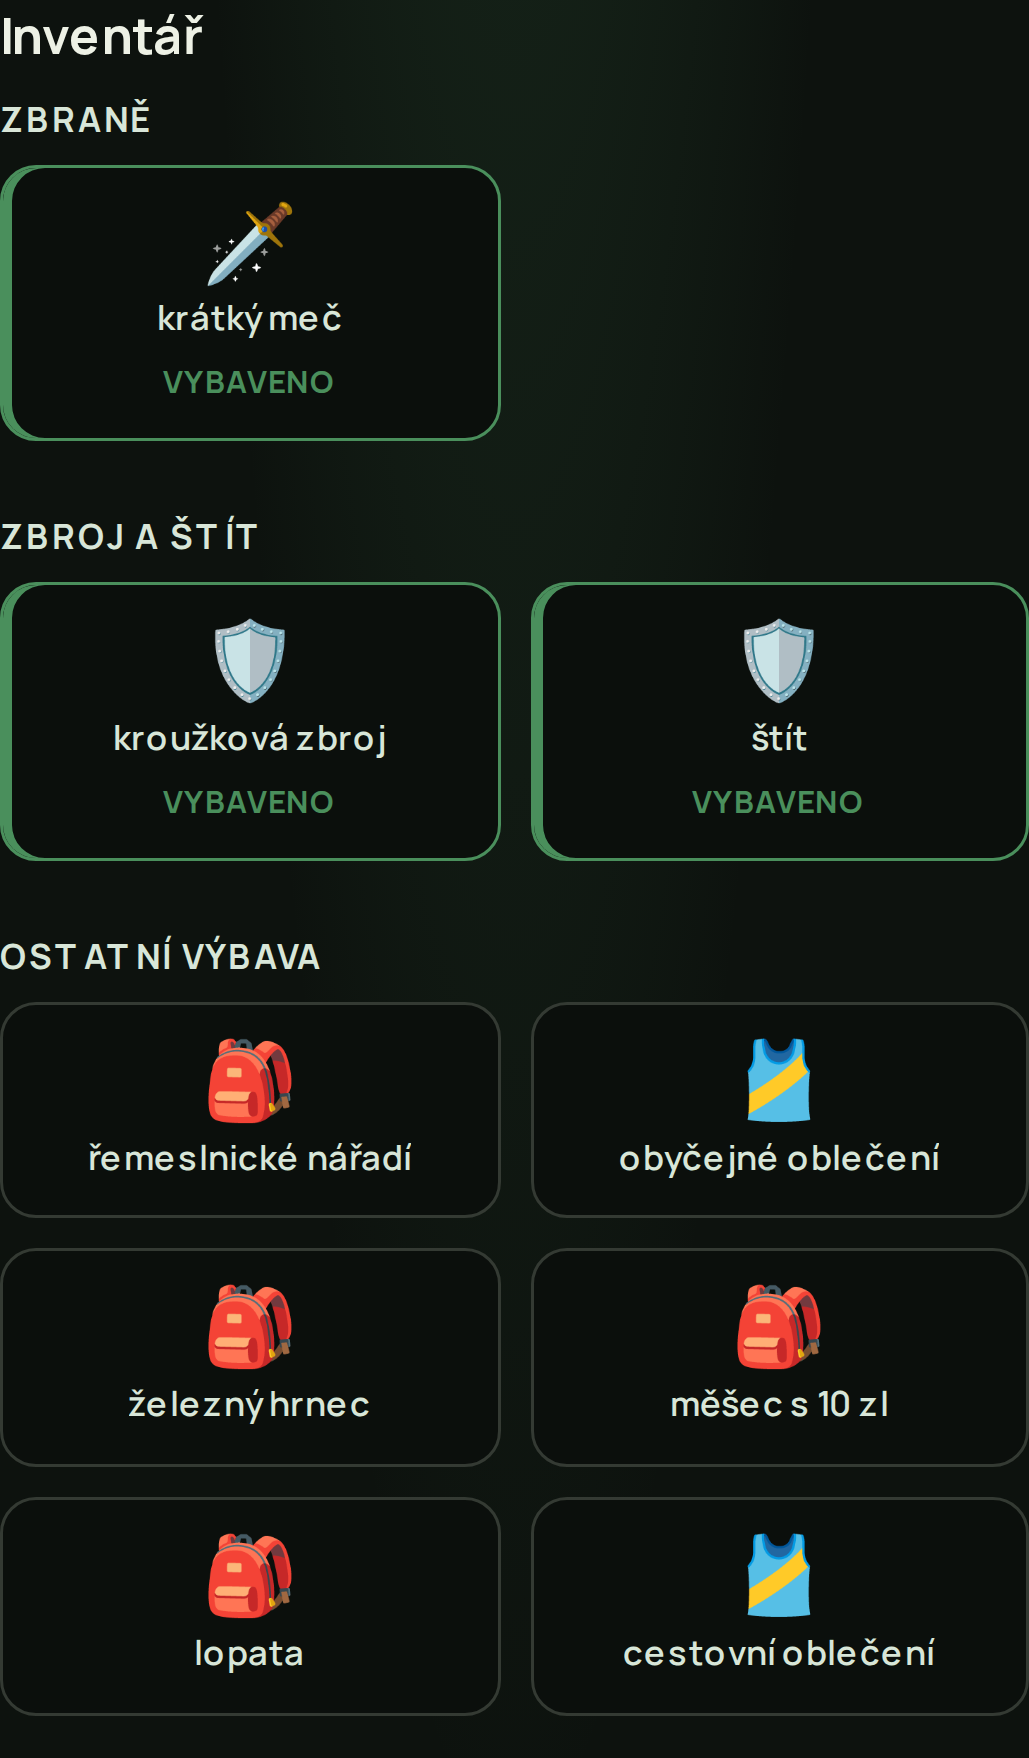 Inventář
ZBRANĚ
krátký meč
VYBAVENO
ZBROJ A ŠTÍT
kroužková zbroj
štít
VYBAVENO
VYBAVENO
OSTATNÍ VÝBAVA
řemeslnické nářadí
obyčejné oblečení
železný hrnec
měšec s 10 zl
lopata
cestovní oblečení